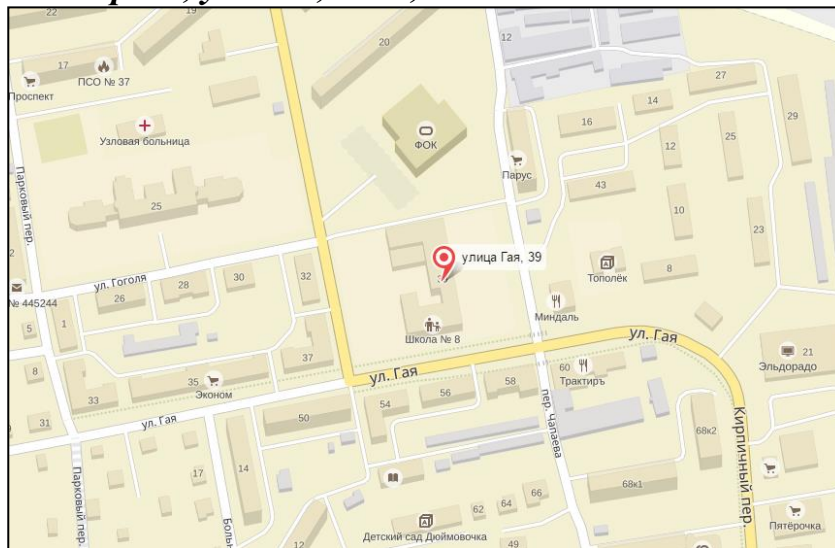 22
17
ПСО № 37
Проспект
20
12
27
14
16
29
25
12
Узловая больница
ФОК
Парус
43
10
23
Парковый пер.
25
улица Гая, 39
Тополёк
8
ул. Гоголя
32
30
28
26
№ 445244
5
1
Миндаль
Школа № 8
ул. Гая
21
Эльдорадо
8
37
35
Эконом
33
ул. Гая
60
Трактиръ
58
56
54
50
31
ул. Гая
пер. Чапаева
Кирпичный пер.
68к2
14
17
Парковый пер.
68к1
66
64
62
Пятёрочка
Детский сад Дюймовочка
12
49